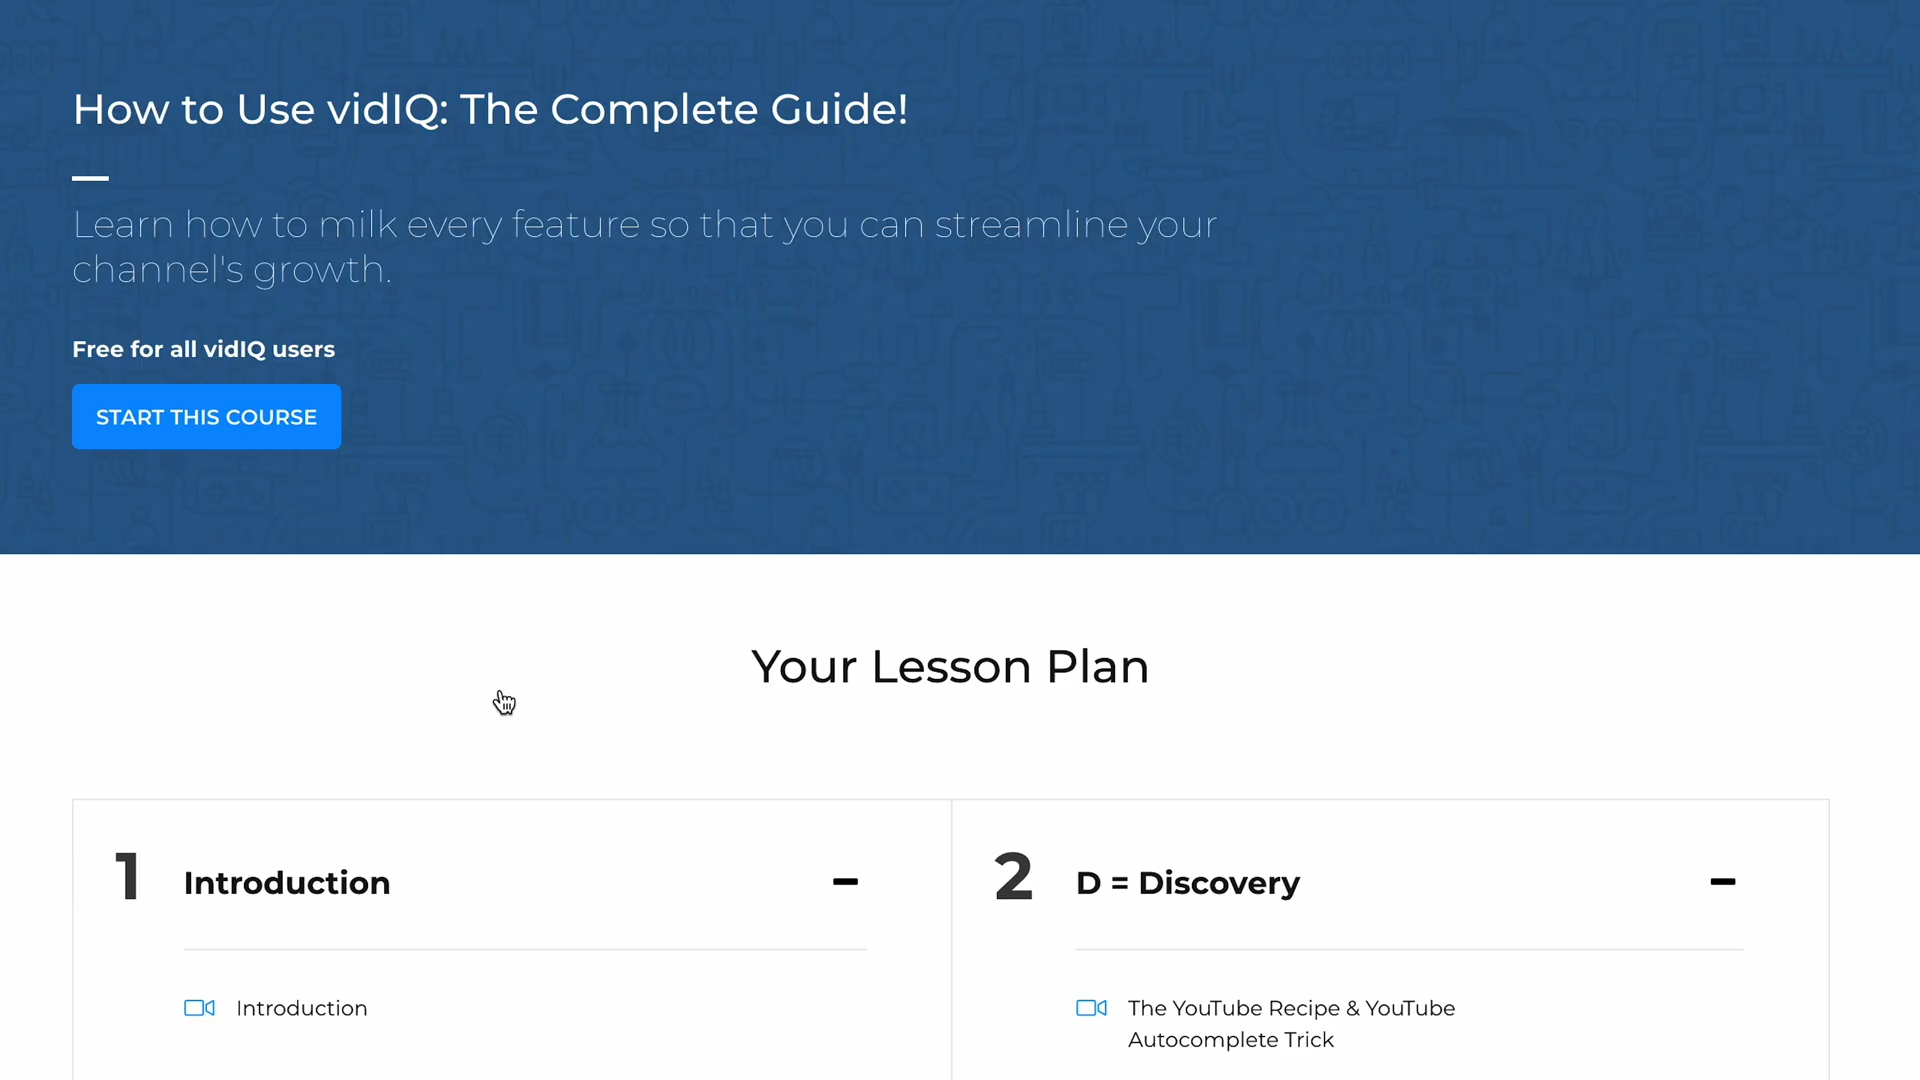 How to Use vidIQ: The Complete Guide!
Learn how to milk every feature so that you can streamline your
channel's growth.
Free for all vidIQ users
START THIS COURSE
Your Lesson Plan
1 Introduction
Introduction
2 D = Discovery
The YouTube Recipe & YouTube
Autocomplete Trick